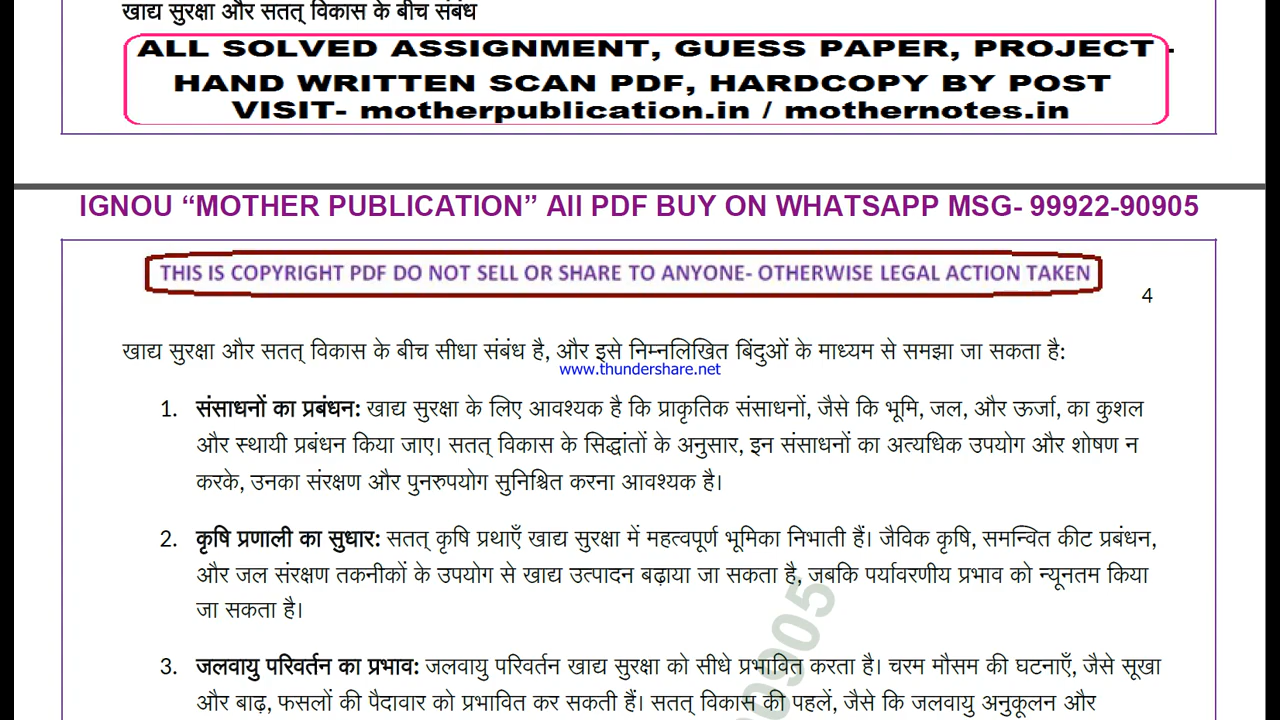 खाद्य सुरक्षा और सतत् विकास के बीच संबंध
ALL SOLVED ASSIGNMENT, GUESS PAPER, PROJECT -
HAND WRITTEN SCAN PDF, HARDCOPY BY POST
VISIT- motherpublication.in / mothernotes.in
IGNOU “MOTHER PUBLICATION” All PDF BUY ON WHATSAPP MSG- 99922-90905
THIS IS COPYRIGHT PDF DO NOT SELL OR SHARE TO ANYONE- OTHERWISE LEGAL ACTION TAKEN
4
खाद्य सुरक्षा और सतत् विकास के बीच सीधा संबंध है, और इसे निम्नलिखित बिंदुओं के माध्यम से समझा जा सकता है:
www.thundershare.net
1. संसाधनों का प्रबंधन: खाद्य सुरक्षा के लिए आवश्यक है कि प्राकृतिक संसाधनों, जैसे कि भूमि, जल, और ऊर्जा, का कुशल
और स्थायी प्रबंधन किया जाए। सतत् विकास के सिद्धांतों के अनुसार, इन संसाधनों का अत्यधिक उपयोग और शोषण न
करके, उनका संरक्षण और पुनरुपयोग सुनिश्चित करना आवश्यक है।
2. कृषि प्रणाली का सुधार: सतत् कृषि प्रथाएँ खाद्य सुरक्षा में महत्वपूर्ण भूमिका निभाती हैं। जैविक कृषि, समन्वित कीट प्रबंधन,
और जल संरक्षण तकनीकों के उपयोग से खाद्य उत्पादन बढ़ाया जा सकता है, जबकि पर्यावरणीय प्रभाव को न्यूनतम किया
जा सकता है।
3. जलवायु परिवर्तन का प्रभाव: जलवायु परिवर्तन खाद्य सुरक्षा को सीधे प्रभावित करता है। चरम मौसम की घटनाएँ, जैसे सूखा
और बाढ़, फसलों की पैदावार को प्रभावित कर सकती हैं। सतत् विकास की पहलें, जैसे कि जलवायु अनुकूलन और
00905